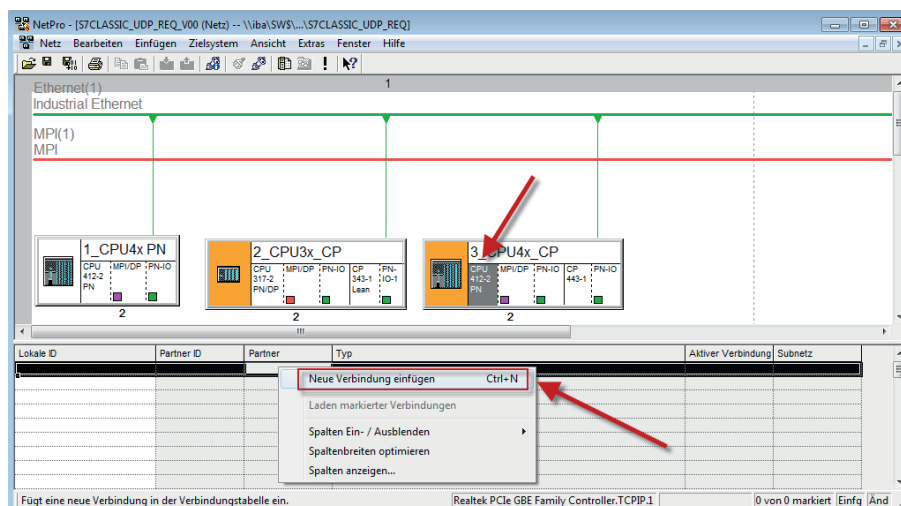 NetPro - [S7CLASSIC_UDP_REQ_V00 (Netz) -- \\iba\SWS\...\S7CLASSIC_UDP_REQ]
Netz Bearbeiten Einfügen Zielsystem Ansicht Extras Fenster Hilfe
1
Ethernet(1)
Industrial Ethernet
MPI(1)
MPI
1_CPU4x PN
CPU 412-2 PN
MPI/DP
PN-IO
2
2_CPU3x_CP
CPU 317-2 PN/DP
MPI/DP
PN-IO
CP 343-1 Lean
PN-IO-1
2
3_CPU4x_CP
CPU 412-2 PN
MPI/DP
PN-IO
CP 443-1
PN-IO
2
Lokale ID Partner ID Partner Typ Aktiver Verbindung Subnetz
Neue Verbindung einfügen Ctrl+N
Laden markierter Verbindungen
Spalten Ein- / Ausblenden
Spaltenbreiten optimieren
Spalten anzeigen...
Fügt eine neue Verbindung in der Verbindungstabelle ein. Realtek PCIe GBE Family Controller.TCPIP.1 0 von 0 markiert Einfg Änd